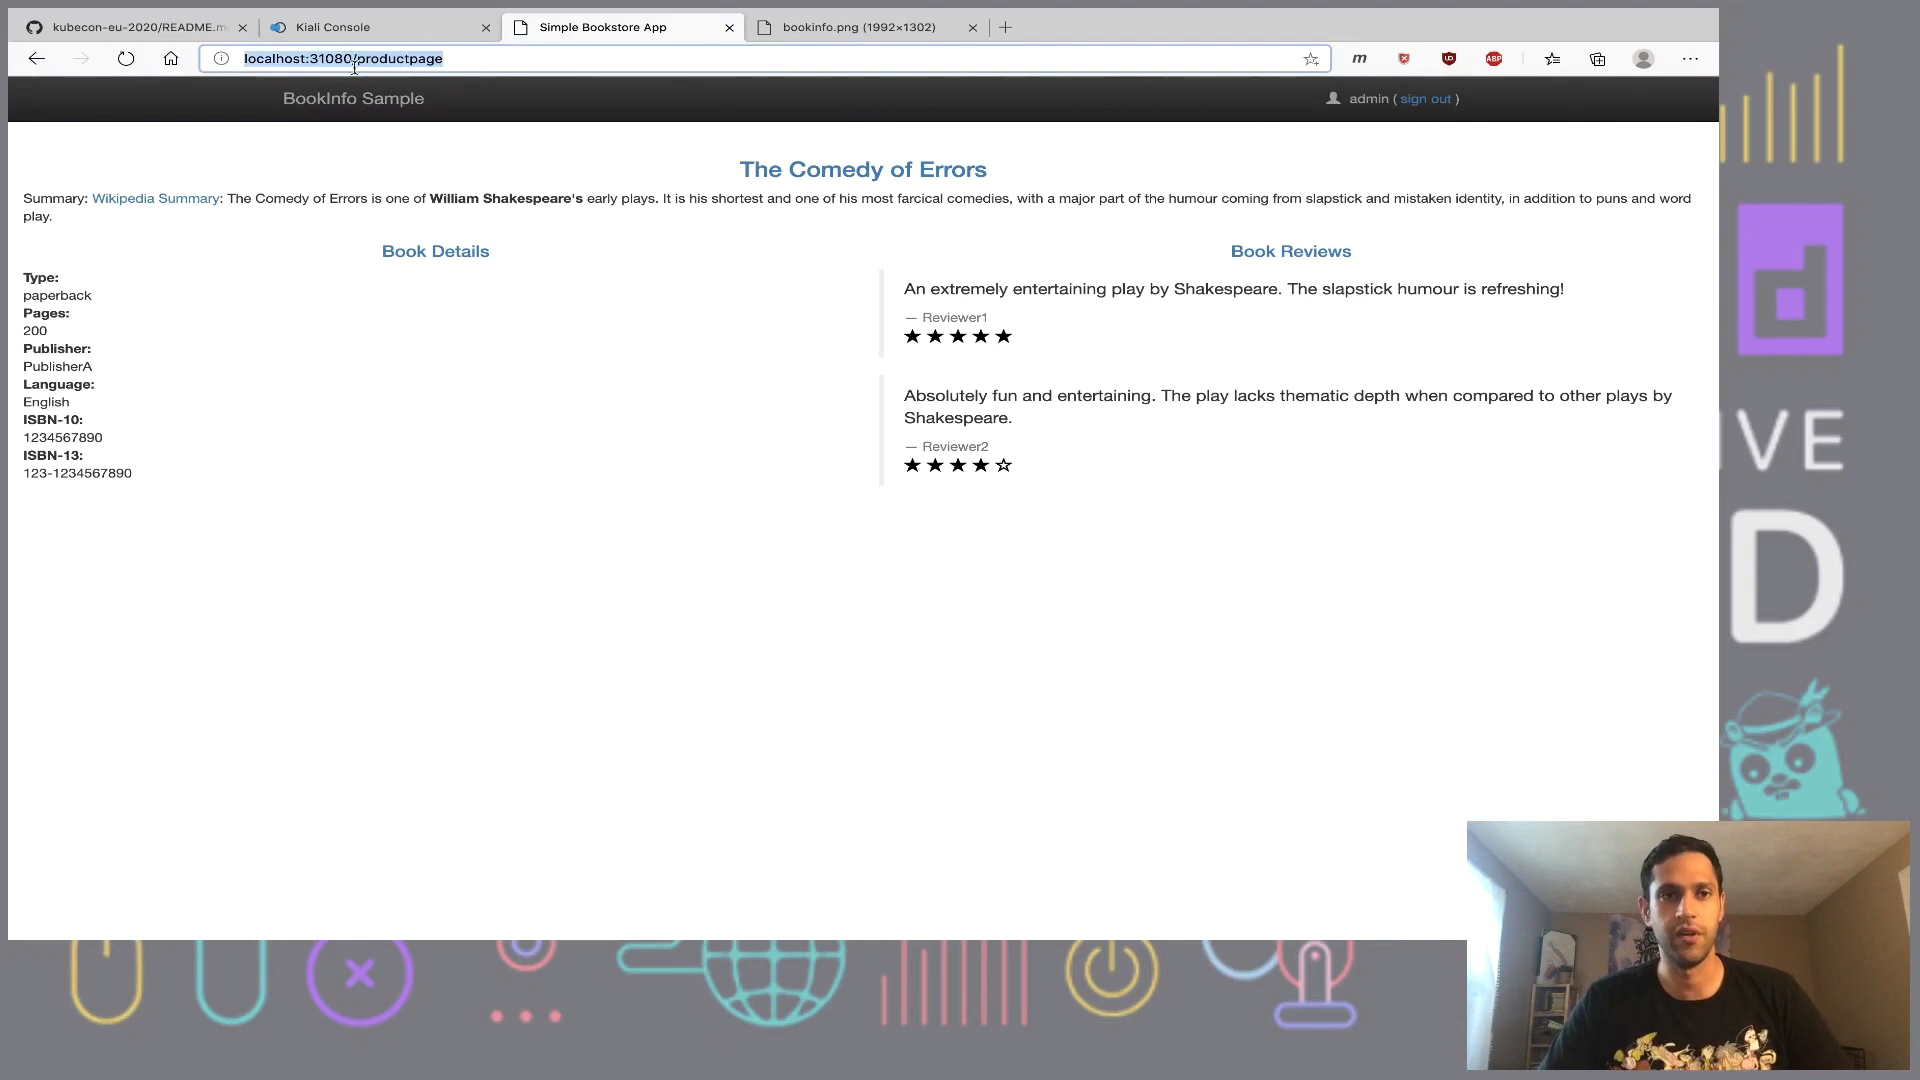 kubecon-eu-2020/README.m
Kiali Console
Simple Bookstore App
bookinfo.png (1992×1302)
localhost:31080/productpage
m
UD
ABP
BookInfo Sample
admin ( sign out )
The Comedy of Errors
Summary: Wikipedia Summary: The Comedy of Errors is one of William Shakespeare's early plays. It is his shortest and one of his most farcical comedies, with a major part of the humour coming from slapstick and mistaken identity, in addition to puns and word
play.
Book Details
Type:
paperback
Pages:
200
Publisher:
PublisherA
Language:
English
ISBN-10:
1234567890
ISBN-13:
123-1234567890
Book Reviews
An extremely entertaining play by Shakespeare. The slapstick humour is refreshing!
— Reviewer1
★ ★ ★ ★ ★
Absolutely fun and entertaining. The play lacks thematic depth when compared to other plays by
Shakespeare.
— Reviewer2
★ ★ ★ ★ ☆
d
VE
D